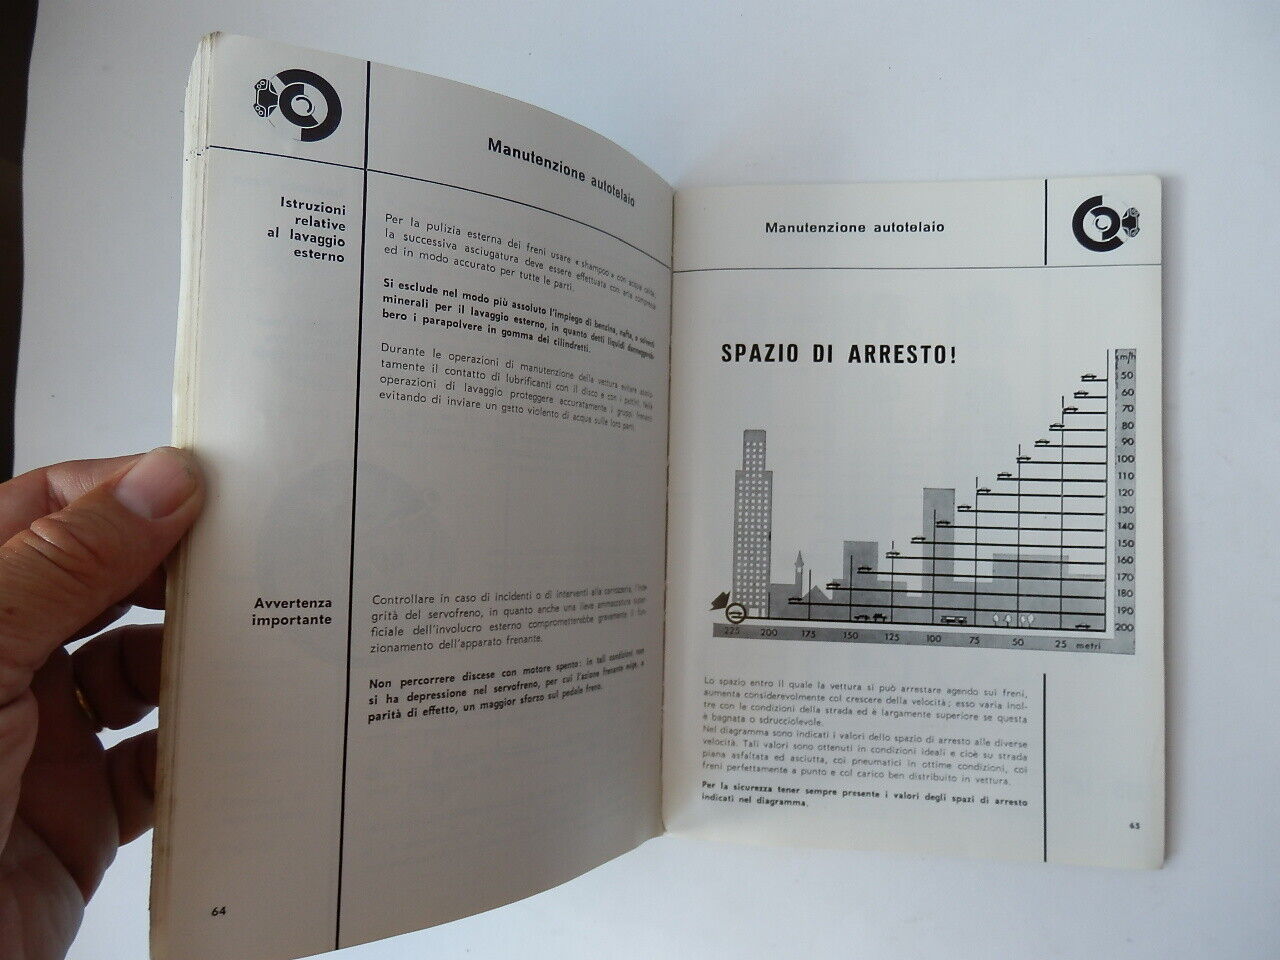 Manutenzione autotelaio
Istruzioni
relative
al lavaggio
esterno
Per la pulizia esterna dei freni usare « shampoo » con acqua calda;
la successiva asciugatura deve essere effettuata con aria compressa
ed in modo accurato per tutte le parti.
Si esclude nel modo più assoluto l'impiego di benzina, nafta, o solventi
minerali per il lavaggio esterno, in quanto detti liquidi danneggereb-
bero i parapolvere in gomma dei cilindretti.
Durante le operazioni di manutenzione della vettura evitare assolu-
tamente il contatto di lubrificanti con il disco e con i pattini. Nelle
operazioni di lavaggio proteggere accuratamente i gruppi frenanti
evitando di inviare un getto violento di acqua sulle loro parti.
Avvertenza
importante
Controllare in caso di incidenti o di interventi alla carrozzeria, l'inte-
grità del servofreno, in quanto anche una lieve ammaccatura super-
ficiale dell'involucro esterno comprometterebbe gravemente il fun-
zionamento dell'apparato frenante.
Non percorrere discese con motore spento: in tali condizioni non
si ha depressione nel servofreno, per cui l'azione frenante esige, a
parità di effetto, un maggior sforzo sul pedale freno.
64
Manutenzione autotelaio
SPAZIO DI ARRESTO!
m/h
50
60
70
80
90
100
110
120
130
140
150
160
170
180
190
200
225 200 175 150 125 100 75 50 25 metri
Lo spazio entro il quale la vettura si può arrestare agendo sui freni,
aumenta considerevolmente col crescere della velocità; esso varia inol-
tre con le condizioni della strada ed è largamente superiore se questa
è bagnata o sdrucciolevole.
Nel diagramma sono indicati i valori dello spazio di arresto alle diverse
velocità. Tali valori sono ottenuti in condizioni ideali e cioè su strada
piana asfaltata ed asciutta, coi pneumatici in ottime condizioni, coi
freni perfettamente a punto e col carico ben distribuito in vettura.
Per la sicurezza tener sempre presente i valori degli spazi di arresto
indicati nel diagramma.
65